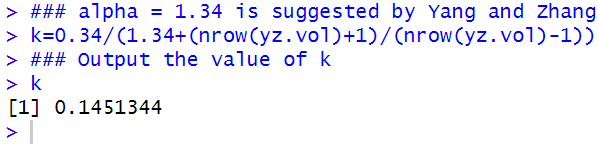 > ### alpha = 1.34 is suggested by Yang and Zhang
> k=0.34/(1.34+(nrow(yz.vol)+1)/(nrow(yz.vol)-1))
> ### Output the value of k
> k
[1] 0.1451344
>